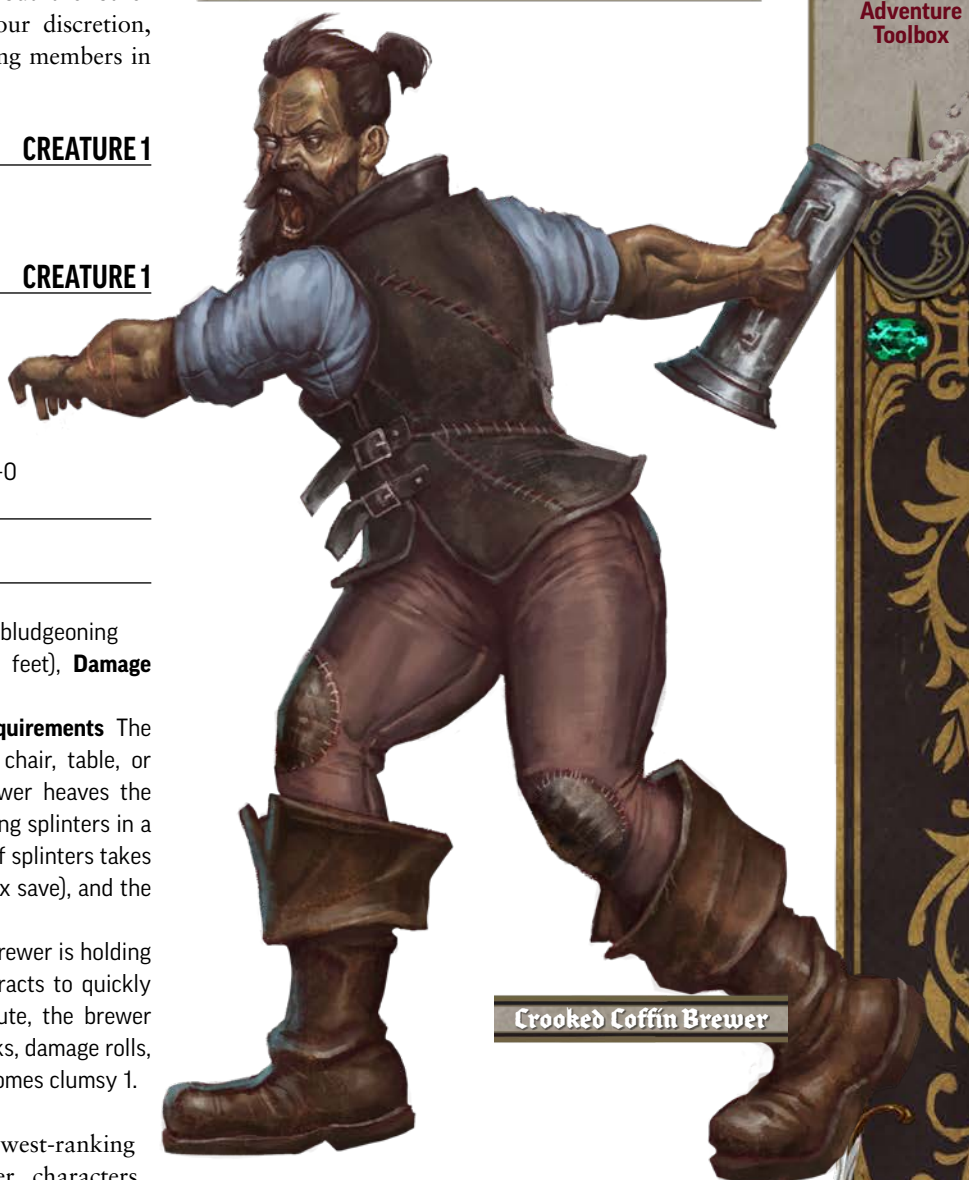 our discretion,
ng members in
CREATURE 1
CREATURE 1
-0
bludgeoning
feet), Damage
quirements The
chair, table, or
wer heaves the
ng splinters in a
f splinters takes
x save), and the
rewer is holding
racts to quickly
ute, the brewer
ks, damage rolls,
omes clumsy 1.
west-ranking
er characters
Adventure
Toolbox
Crooked Coffin Brewer